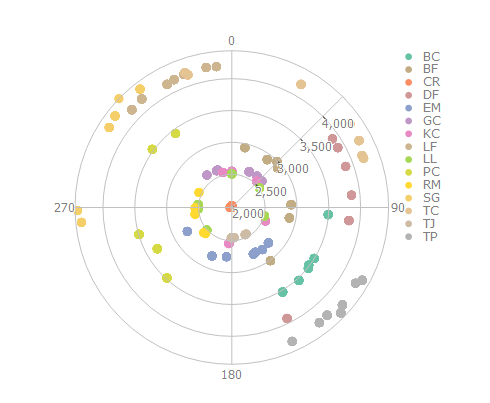 0
BC
BF
CR
DF
EM
GC
KC
LF
LL
PC
RM
SG
TC
TJ
TP
4,000
3,500
3,000
2,500
2,000
270
90
180